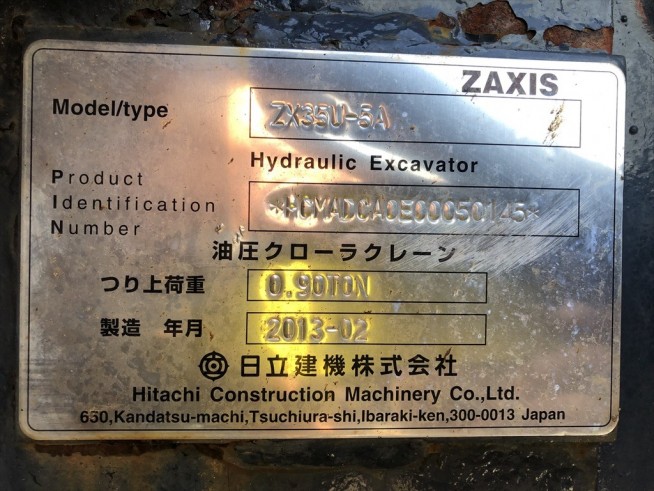 ZAXIS
Model/type ZX35U-5A
Hydraulic Excavator
Product
Identification *HCMADCA0E00050145*
Number
油圧クローラクレーン
つり上荷重 0.90TON
製造 年月 2013-02
日立建機株式会社
Hitachi Construction Machinery Co.,Ltd.
650,Kandatsu-machi,Tsuchiura-shi,Ibaraki-ken,300-0013 Japan